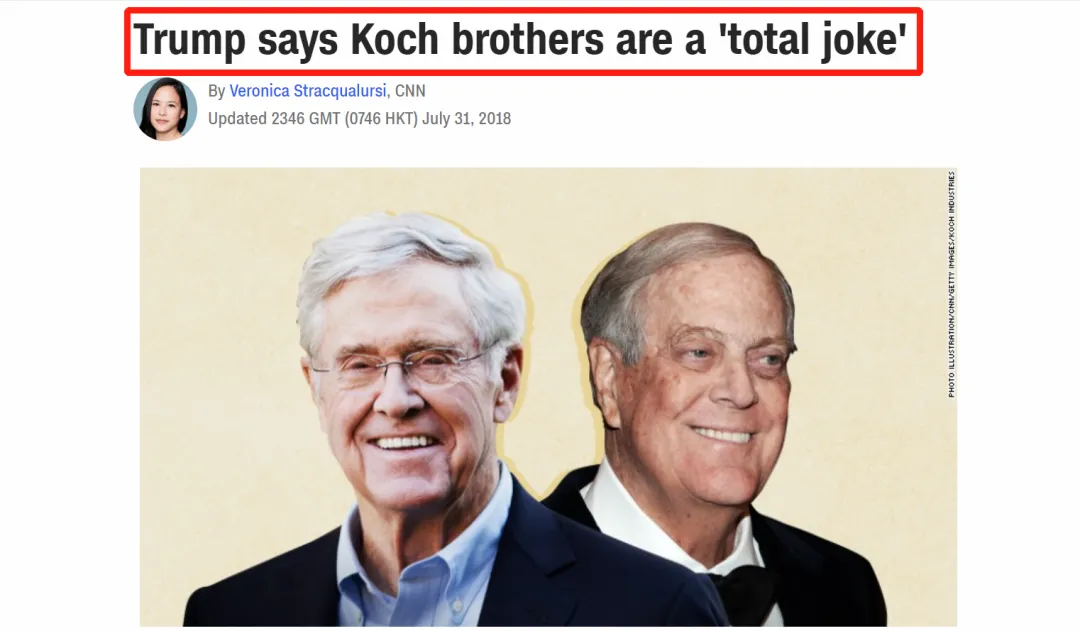 Trump says Koch brothers are a 'total joke'
By Veronica Stracqualursi, CNN
Updated 2346 GMT (0746 HKT) July 31, 2018
PHOTO ILLUSTRATION/CNN/GETTY IMAGES/KOCH INDUSTRIES